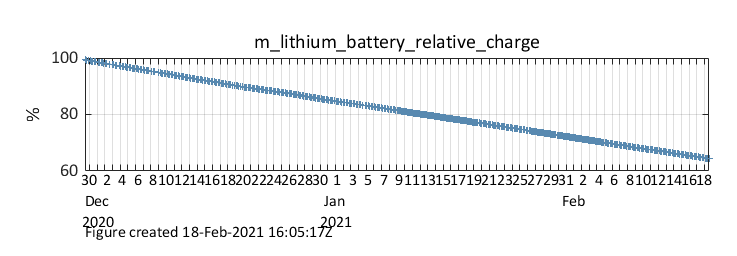 m_lithium_battery_relative_charge
100
80
60
%
30 2 4 6 8 10 12 14 16 18 20 22 24 26 28 30 1 3 5 7 9 11 13 15 17 19 21 23 25 27 29 31 2 4 6 8 10 12 14 16 18
Dec Jan Feb
2020 2021
Figure created 18-Feb-2021 16:05:17Z